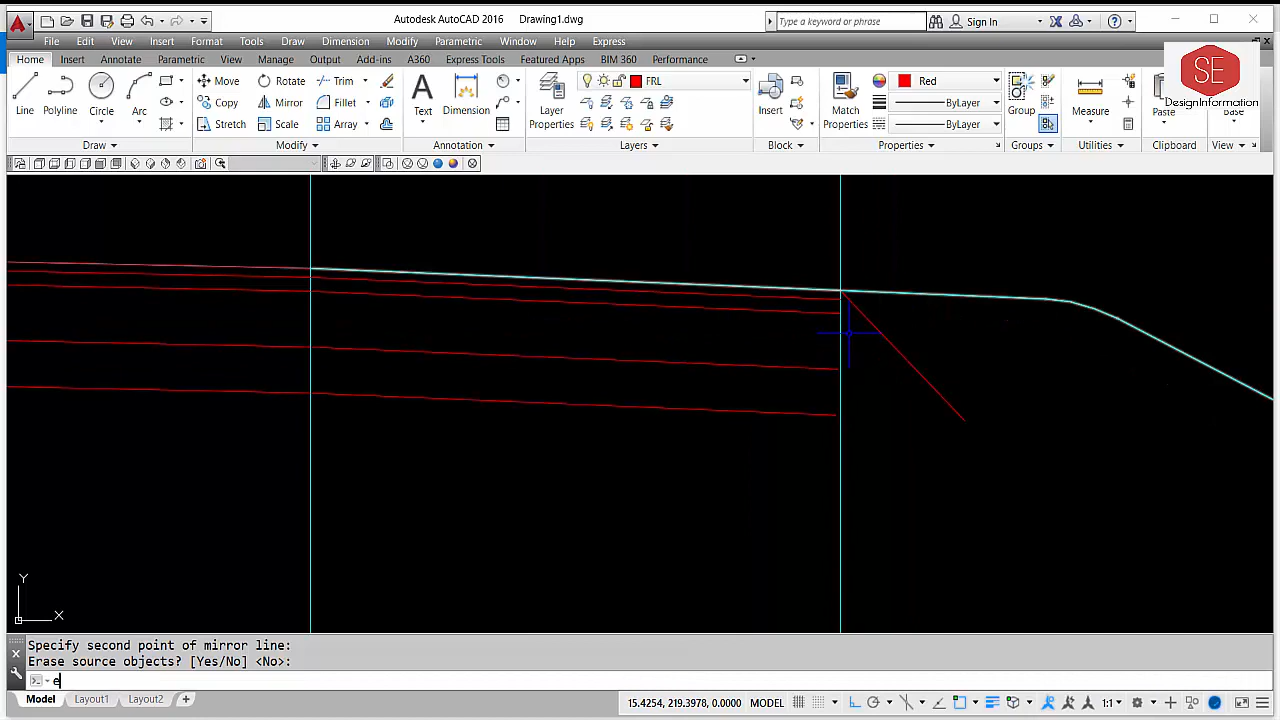 Autodesk AutoCAD 2016 Drawing1.dwg
Type a keyword or phrase
Sign In
File Edit View Insert Format Tools Draw Dimension Modify Parametric Window Help Express
Home Insert Annotate Parametric View Manage Output Add-ins A360 Express Tools Featured Apps BIM 360 Performance
SE
DesignInformation
Line Polyline Circle Arc
Move Rotate Trim
Copy Mirror Fillet
Stretch Scale Array
Text Dimension
Layer
Properties
FRL
Insert
Match
Properties
Red
ByLayer
ByLayer
Group
Measure
Paste
Base
Draw Modify Annotation Layers Block Properties Groups Utilities Clipboard View
Y
X
Specify second point of mirror line:
Erase source objects? [Yes/No] <No>:
e
Model Layout1 Layout2 +
15.4254, 219.3978, 0.0000 MODEL 1:1